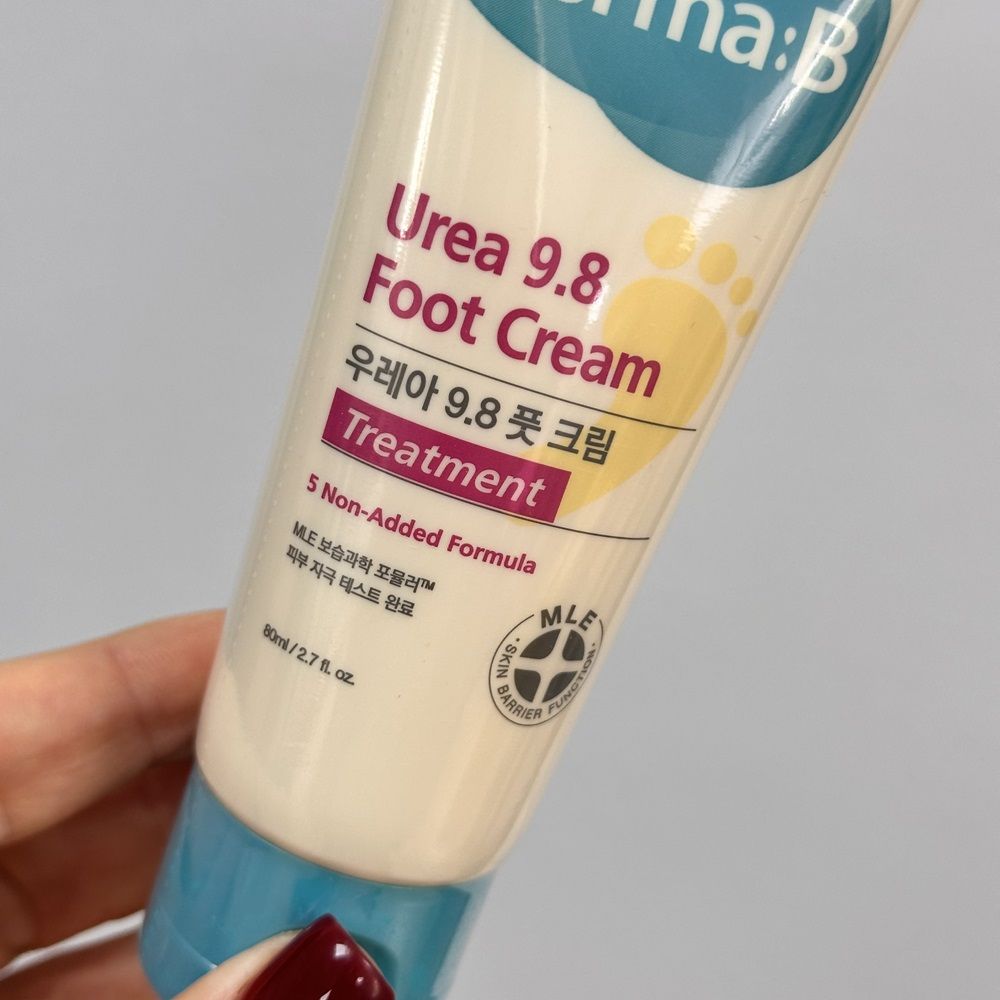 rma:B
Urea 9.8
Foot Cream
우레아 9.8 풋 크림
Treatment
5 Non-Added Formula
MLE 보습과학 포뮬러™
피부 자극 테스트 완료
80ml / 2.7 fl. oz.
MLE
· SKIN BARRIER FUNCTION ·